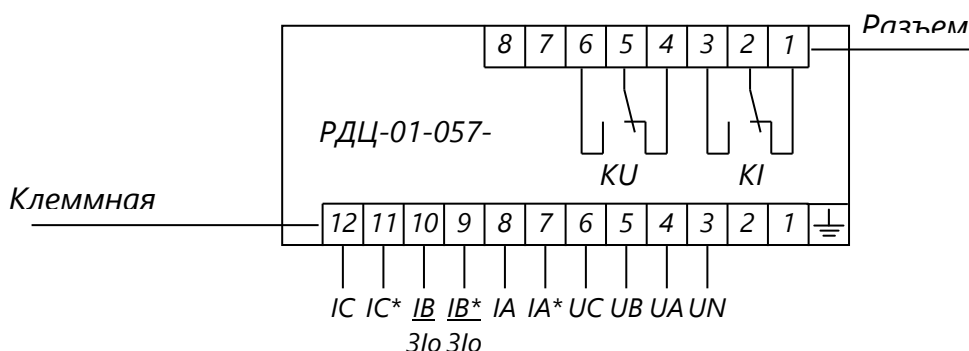 Разъем
8 7 6 5 4 3 2 1
РДЦ-01-057-
KU KI
Клеммная
12 11 10 9 8 7 6 5 4 3 2 1
IC IC* IB IB* IA IA* UC UB UA UN
3Io 3Io